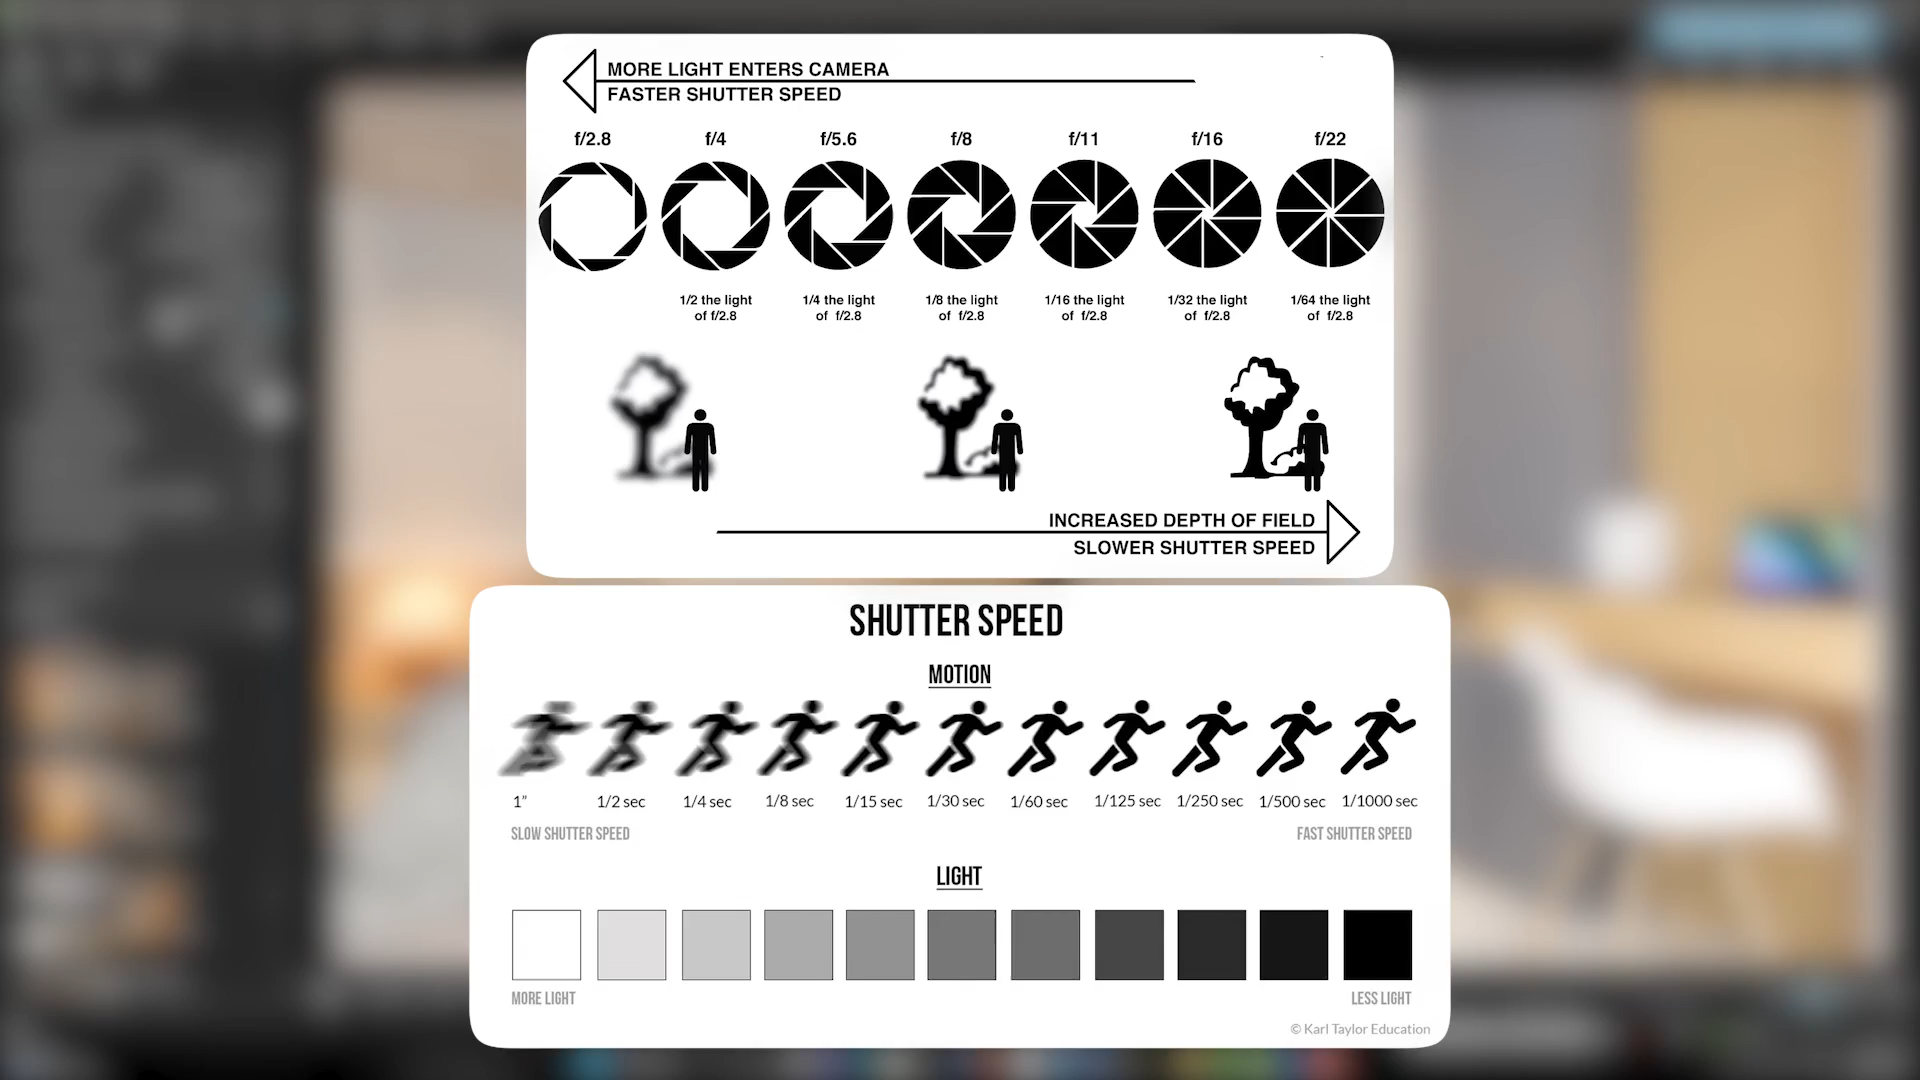 MORE LIGHT ENTERS CAMERA
FASTER SHUTTER SPEED
f/2.8 f/4 f/5.6 f/8 f/11 f/16 f/22
1/2 the light of f/2.8
1/4 the light of f/2.8
1/8 the light of f/2.8
1/16 the light of f/2.8
1/32 the light of f/2.8
1/64 the light of f/2.8
INCREASED DEPTH OF FIELD
SLOWER SHUTTER SPEED
SHUTTER SPEED
MOTION
1” 1/2 sec 1/4 sec 1/8 sec 1/15 sec 1/30 sec 1/60 sec 1/125 sec 1/250 sec 1/500 sec 1/1000 sec
SLOW SHUTTER SPEED FAST SHUTTER SPEED
LIGHT
MORE LIGHT LESS LIGHT
© Karl Taylor Education